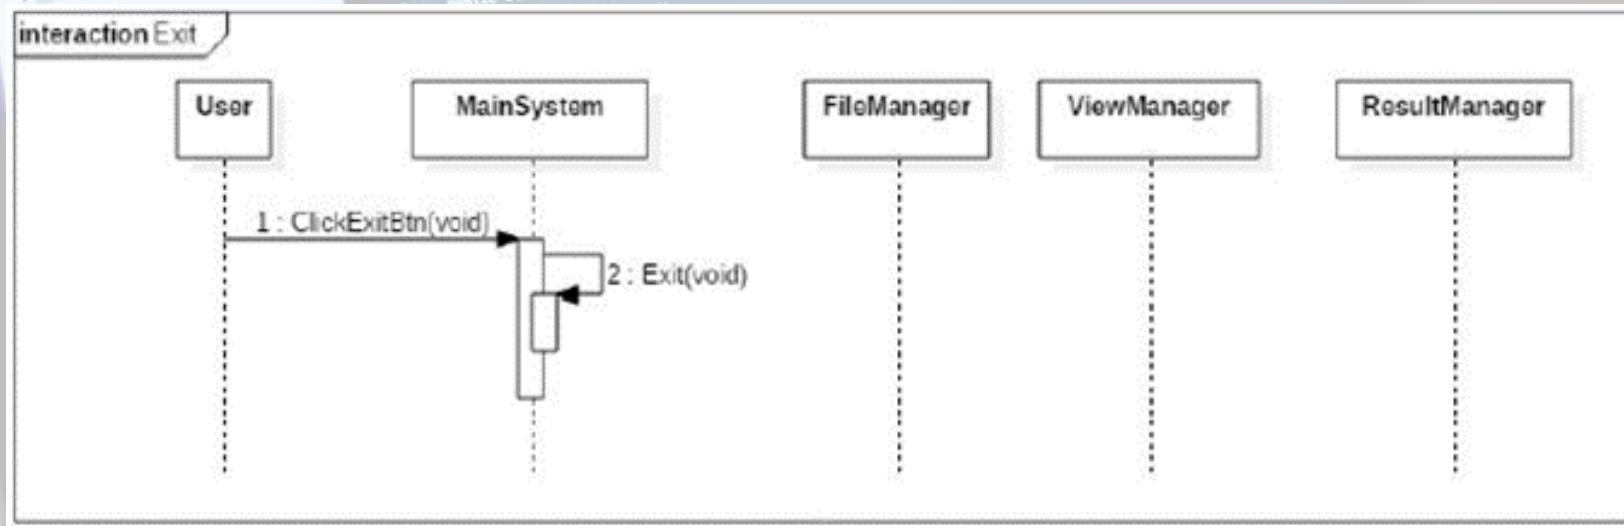 interaction Exit
User
MainSystem
FileManager
ViewManager
ResultManager
1 : ClickExitBtn(void)
2 : Exit(void)